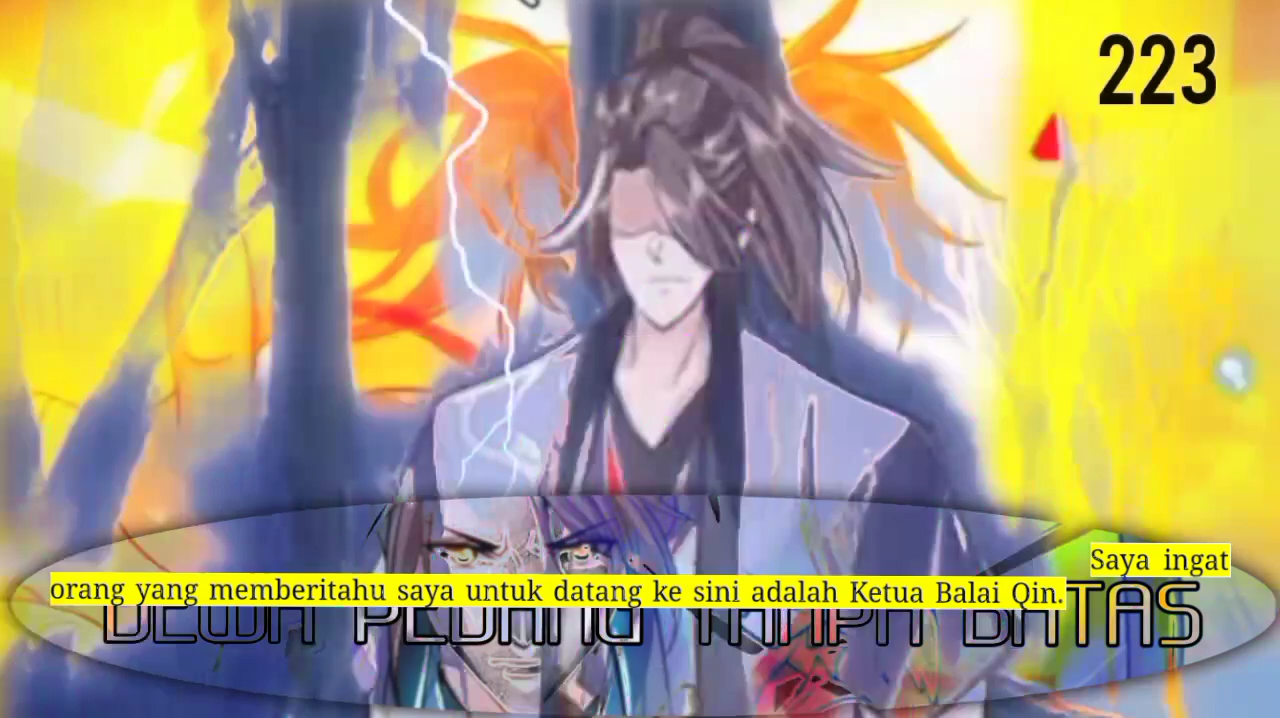 223
Saya ingat
orang yang memberitahu saya untuk datang ke sini adalah Ketua Balai Qin.
DEWA PEDANG TANPA BATAS